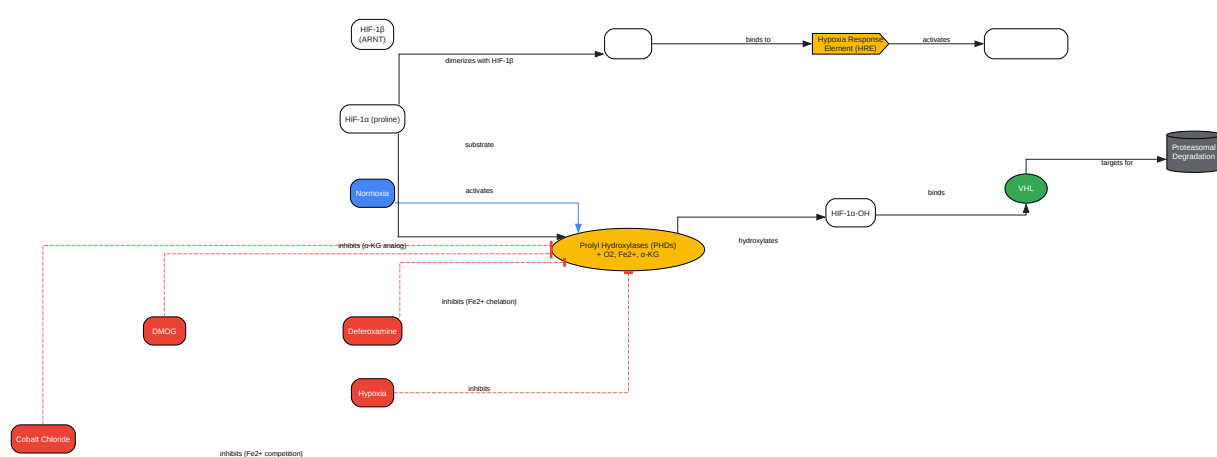 HIF-1β
(ARNT)
dimerizes with HIF-1β
binds to
Hypoxia Response
Element (HRE)
activates
HIF-1α (proline)
substrate
Proteasomal
Degradation
targets for
Normoxia
activates
VHL
binds
HIF-1α-OH
hydroxylates
inhibits (α-KG analog)
Prolyl Hydroxylases (PHDs)
+ O2, Fe2+, α-KG
inhibits (Fe2+ chelation)
DMOG
Deferoxamine
Hypoxia
inhibits
Cobalt Chloride
inhibits (Fe2+ competition)